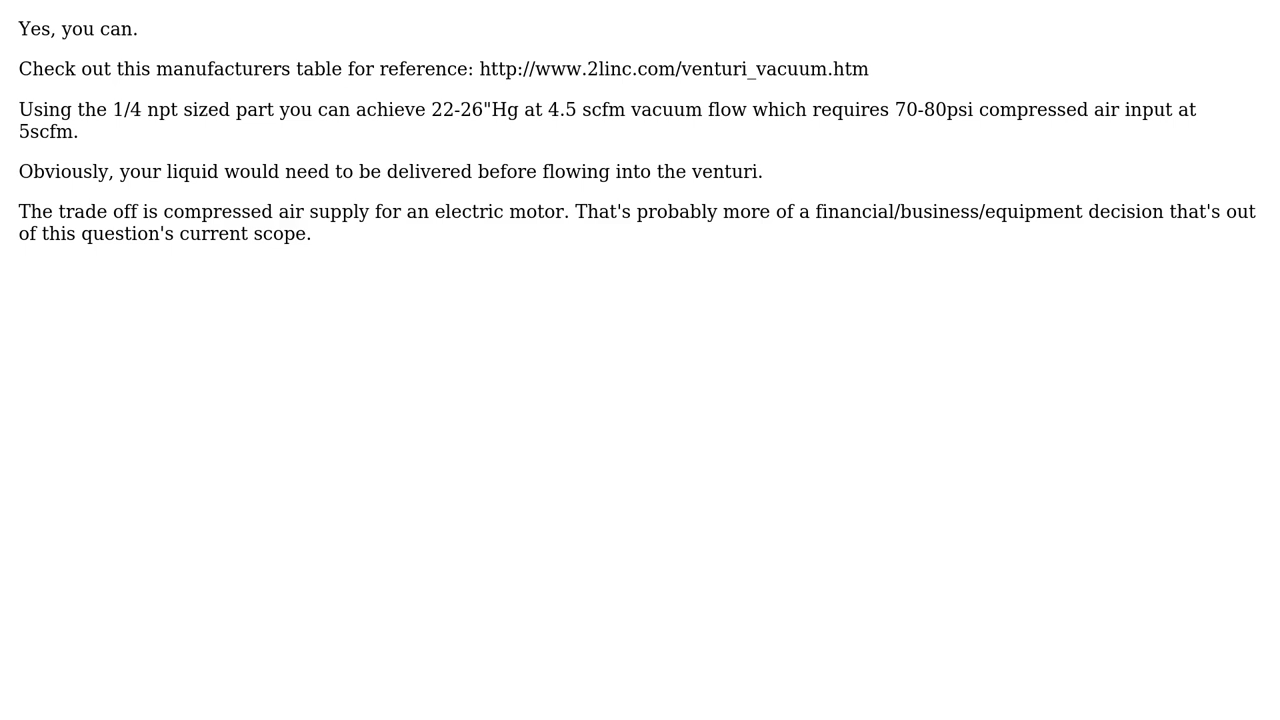 Yes, you can.
Check out this manufacturers table for reference: http://www.2linc.com/venturi_vacuum.htm
Using the 1/4 npt sized part you can achieve 22-26"Hg at 4.5 scfm vacuum flow which requires 70-80psi compressed air input at
5scfm.
Obviously, your liquid would need to be delivered before flowing into the venturi.
The trade off is compressed air supply for an electric motor. That's probably more of a financial/business/equipment decision that's out
of this question's current scope.